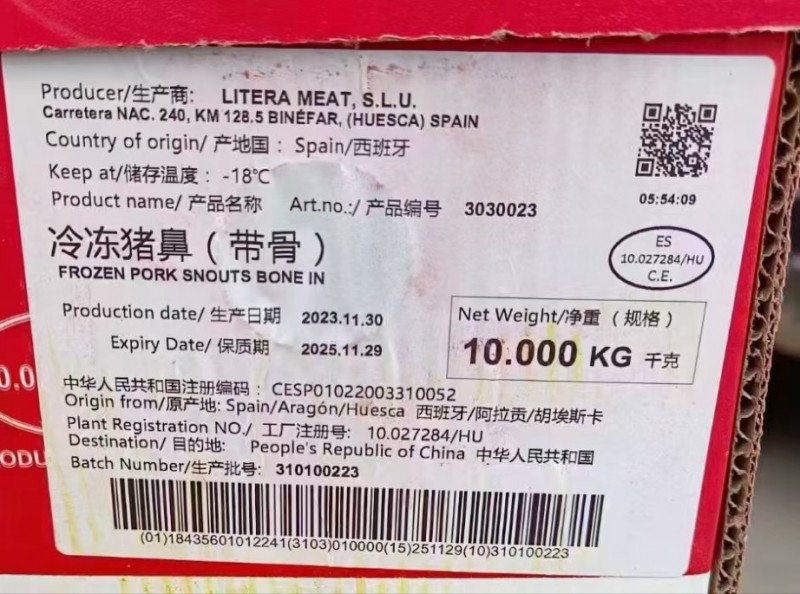 Producer/生产商: LITERA MEAT, S.L.U.
Carretera NAC. 240, KM 128.5 BINÉFAR, (HUESCA) SPAIN
Country of origin/ 产地国: Spain/西班牙
Keep at/储存温度: -18℃
05:54:09
Product name/ 产品名称 Art.no.:/ 产品编号 3030023
冷冻猪鼻(带骨)
FROZEN PORK SNOUTS BONE IN
ES
10.027284/HU
C.E.
Production date/ 生产日期 2023.11.30
Expiry Date/ 保质期 2025.11.29
Net Weight/净重(规格)
10.000 KG 千克
中华人民共和国注册编码: CESP01022003310052
Origin from/原产地: Spain/Aragón/Huesca 西班牙/阿拉贡/胡埃斯卡
Plant Registration NO./ 工厂注册号: 10.027284/HU
Destination/ 目的地: People's Republic of China 中华人民共和国
Batch Number/生产批号: 310100223
(01)18435601012241(3103)010000(15)251129(10)310100223